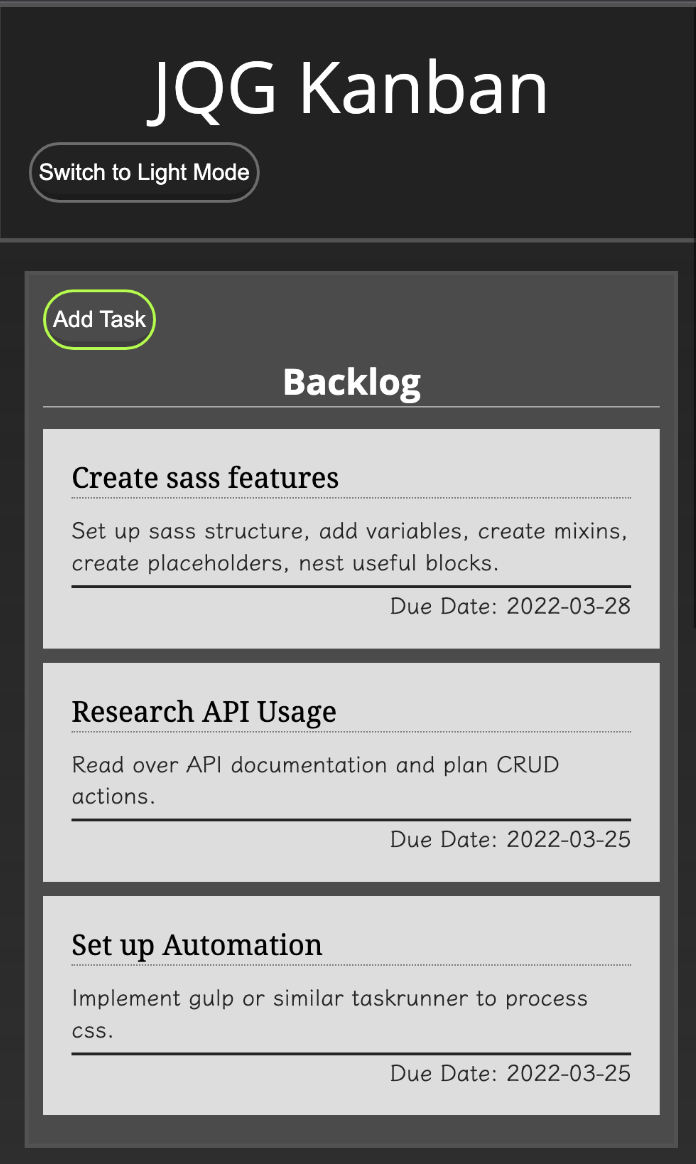 JQG Kanban
Switch to Light Mode
Add Task
Backlog
Create sass features
Set up sass structure, add variables, create mixins,
create placeholders, nest useful blocks.
Due Date: 2022-03-28
Research API Usage
Read over API documentation and plan CRUD
actions.
Due Date: 2022-03-25
Set up Automation
Implement gulp or similar taskrunner to process
css.
Due Date: 2022-03-25